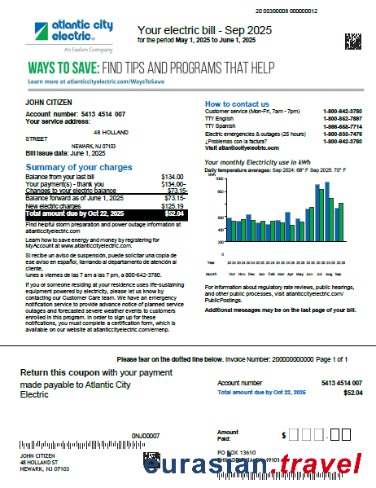 20 00300008 000000012
atlantic city
electric
An Exelon Company
Your electric bill - Sep 2025
for the period May 1, 2025 to June 1, 2025
WAYS TO SAVE: FIND TIPS AND PROGRAMS THAT HELP
Learn more at atlanticcityelectric.com/WaysToSave
JOHN CITIZEN
Account number: 5413 4514 007
Your service address:
48 HOLLAND
STREET
NEWARK, NJ 07103
Bill Issue date: June 1, 2025
Summary of your charges
Balance from your last bill $134.00
Your payment(s) - thank you $134.00-
Changes to your electric balance $73.15-
Balance forward as of June 1, 2025 $73.15-
New electric charges $125.19
Total amount due by Oct 22, 2025 $52.04
Find helpful storm preparation and power outage information at
atlanticcityelectric.com
Learn how to save energy and money by registering for
MyAccount at www.atlanticcityelectric.com.
Si recibe un aviso de suspensión, puede solicitar una copia de
ese aviso en español, llamando al departamento de atención al
cliente,
lunes a viernes de 7 am a las 7 pm, a 800-642-3780.
If you or someone residing at your residence uses life-sustaining
equipment powered by electricity, please let us know by
contacting our Customer Care team. We have an emergency
notification service to provide advance notice of planned service
outages and forecasted severe weather events to customers
enrolled in this program. In order to sign up for these
notifications, you must complete a certification form, which is
available on our website at atlanticcityelectric.com/emernp.
How to contact us
Customer service (Mon-Fri, 7am - 7pm) 1-800-642-3780
TTY English 1-800-852-7897
TTY Spanish
Electric emergencies & outages (25 hours) 1-800-833-7476
¿Problemas con la factura? 1-800-642-3780
Visit atlanticcityelectric.com
Your monthly Electricity use in kWh
Daily temperature averages: Sep 2024: 66° F Sep 2025: 70° F
kWh
1000
800
600
400
200
0
Year
Month Oct Nov Dec Jan Feb Mar Apr May Jun Jul Aug Sep
For information about regulatory rate reviews, public hearings,
and other public processes, visit atlanticcityelectric.com/
PublicPostings.
Additional messages may be on the last page of your bill.
Please tear on the dotted line below. Invoice Number: 200000000000 Page 1 of 1
Return this coupon with your payment
made payable to Atlantic City
Electric
Account number 5413 4514 007
Total amount due by Oct 22, 2025 $52.04
0NJ00007
Amount
Paid:
$
JOHN CITIZEN
48 HOLLAND ST
NEWARK, NJ 07103
PO BOX 13610
eurasian.travel